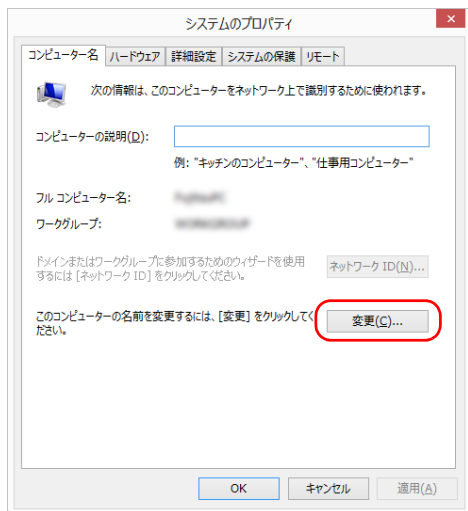 システムのプロパティ
コンピューター名 ハードウェア 詳細設定 システムの保護 リモート
次の情報は、このコンピューターをネットワーク上で識別するために使われます。
コンピューターの説明(D):
例: "キッチンのコンピューター"、"仕事用コンピューター"
フル コンピューター名:
ワークグループ:
ドメインまたはワークグループに参加するためのウィザードを使用
するには [ネットワーク ID] をクリックしてください。
ネットワーク ID(N)...
このコンピューターの名前を変更するには、[変更] をクリックしてく
ださい。
変更(C)...
OK キャンセル 適用(A)